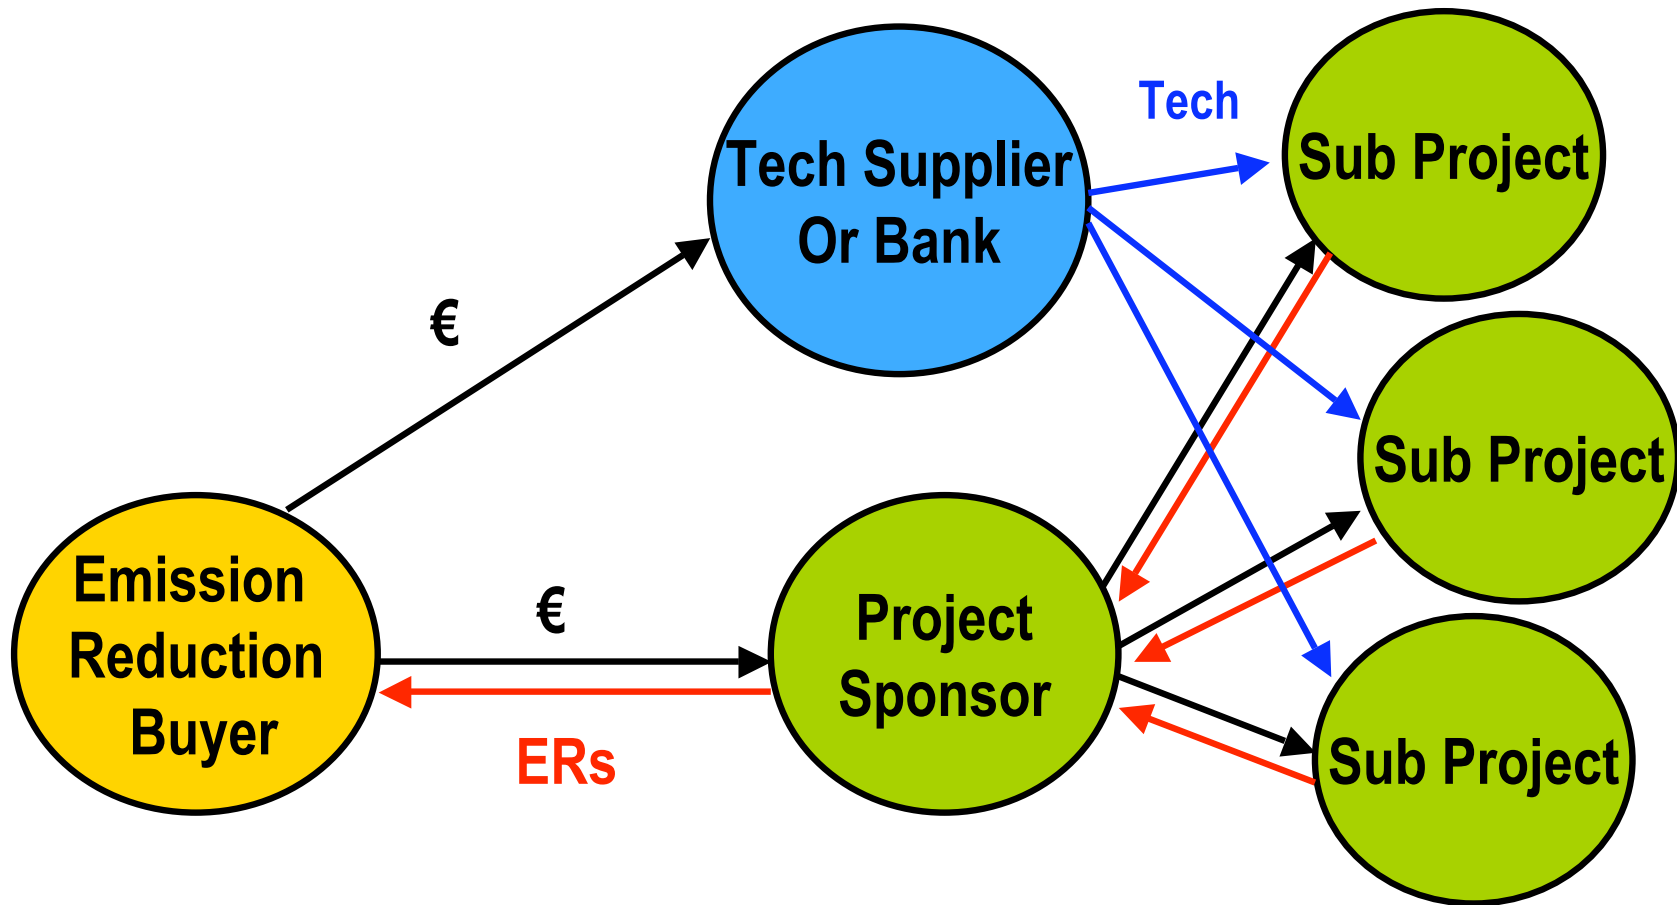 Tech
Sub Project
Tech Supplier
Or Bank
€
Sub Project
Emission
Reduction
Buyer
€
Project
Sponsor
ERs
Sub Project